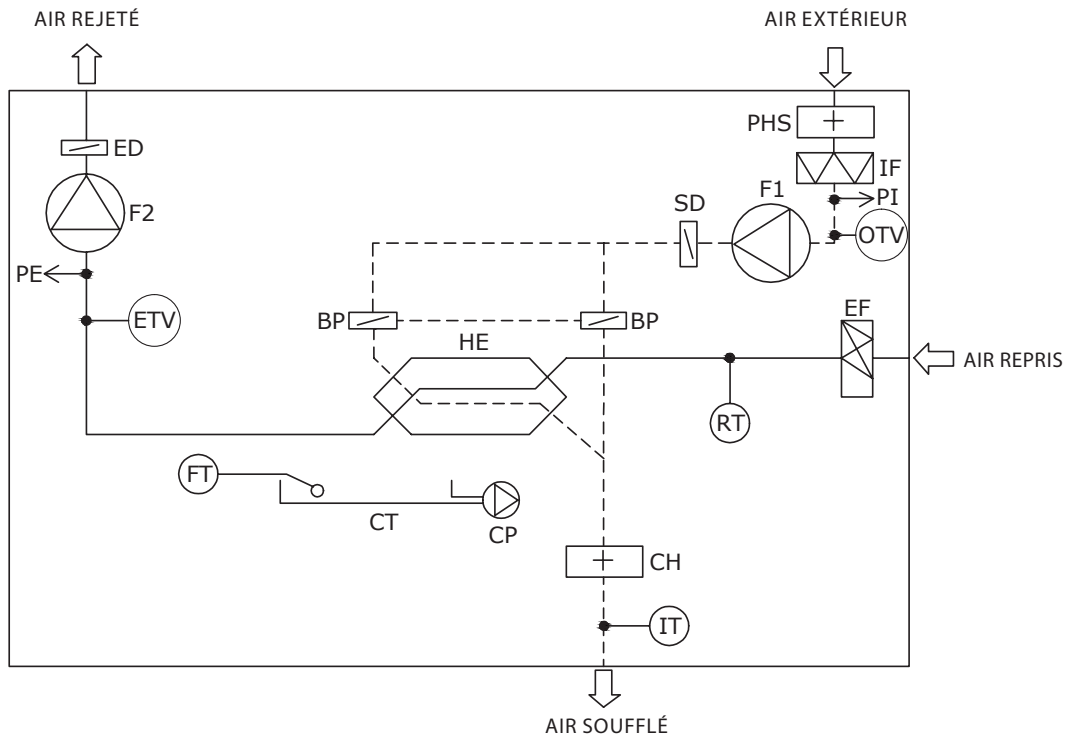 AIR REJETÉ
AIR EXTÉRIEUR
PHS
ED
IF
F1
PI
SD
F2
OTV
PE
ETV
BP
BP
EF
HE
AIR REPRIS
RT
FT
CT
CP
CH
IT
AIR SOUFFLÉ